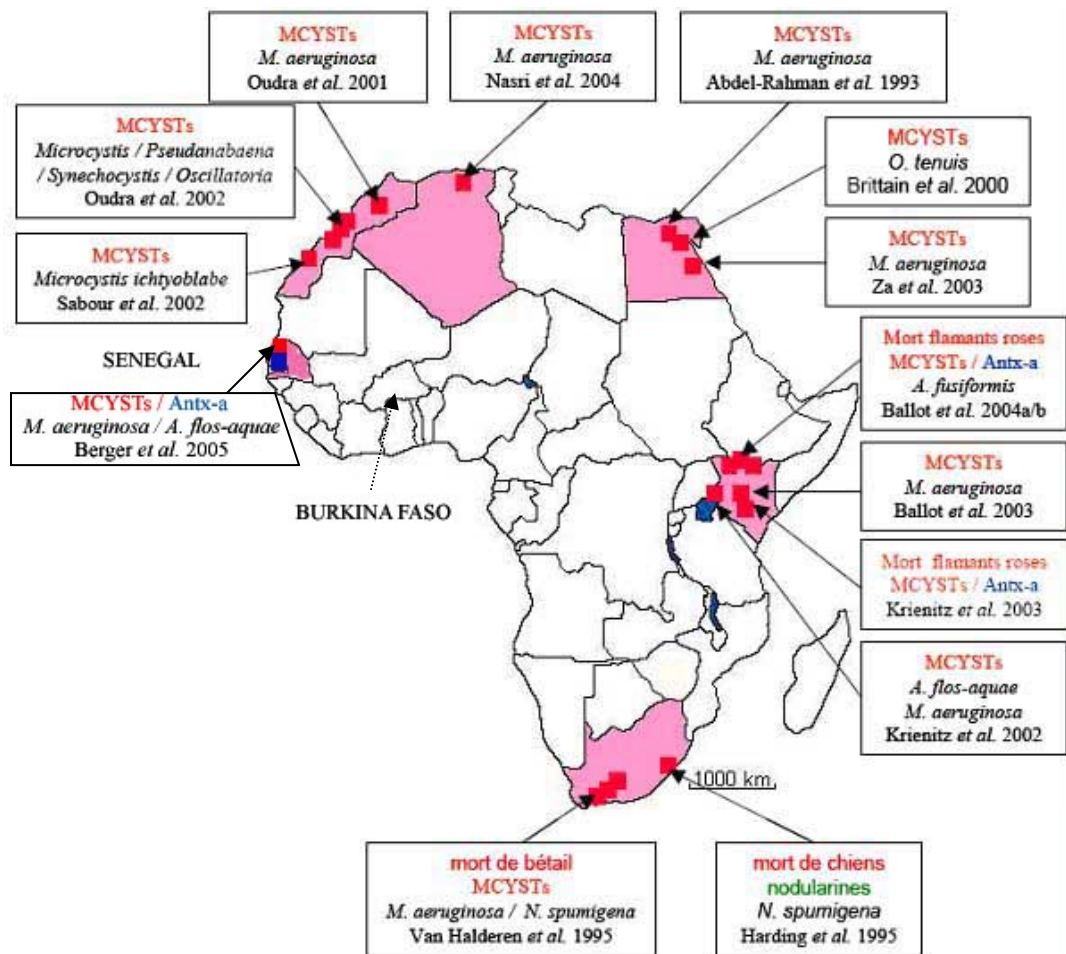 MCYSTs
M. aeruginosa
Oudra et al. 2001
MCYSTs
M. aeruginosa
Nasri et al. 2004
MCYSTs
M. aeruginosa
Abdel-Rahman et al. 1993
MCYSTs
Microcystis / Pseudanabaena
/ Synechocystis / Oscillatoria
Oudra et al. 2002
MCYSTs
O. tenuis
Brittain et al. 2000
MCYSTs
Microcystis ichtyoblabe
Sabour et al. 2002
MCYSTs
M. aeruginosa
Za et al. 2003
SENEGAL
MCYSTs / Antx-a
M. aeruginosa / A. flos-aquae
Berger et al. 2005
BURKINA FASO
Mort flamants roses
MCYSTs / Antx-a
A. fusiformis
Ballot et al. 2004a/b
MCYSTs
M. aeruginosa
Ballot et al. 2003
Mort flamants roses
MCYSTs / Antx-a
Krienitz et al. 2003
MCYSTs
A. flos-aquae
M. aeruginosa
Krienitz et al. 2002
1000 km
mort de bétail
MCYSTs
M. aeruginosa / N. spumigena
Van Halderen et al. 1995
mort de chiens
nodularines
N. spumigena
Harding et al. 1995